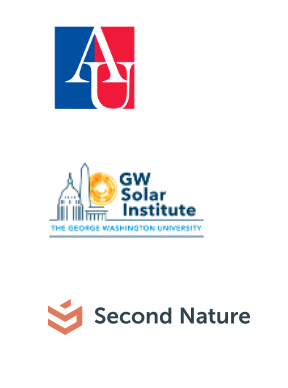 AU
GW
Solar
Institute
THE GEORGE WASHINGTON UNIVERSITY
Second Nature